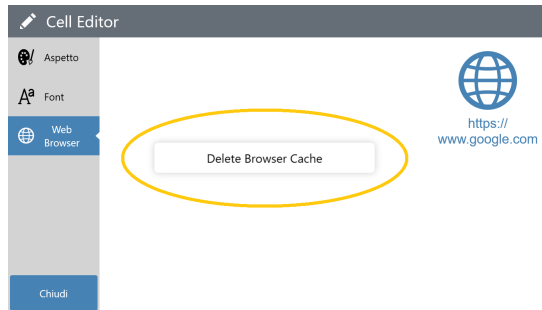 Cell Editor
Aspetto
Font
Web
Browser
Delete Browser Cache
https://
www.google.com
Chiudi